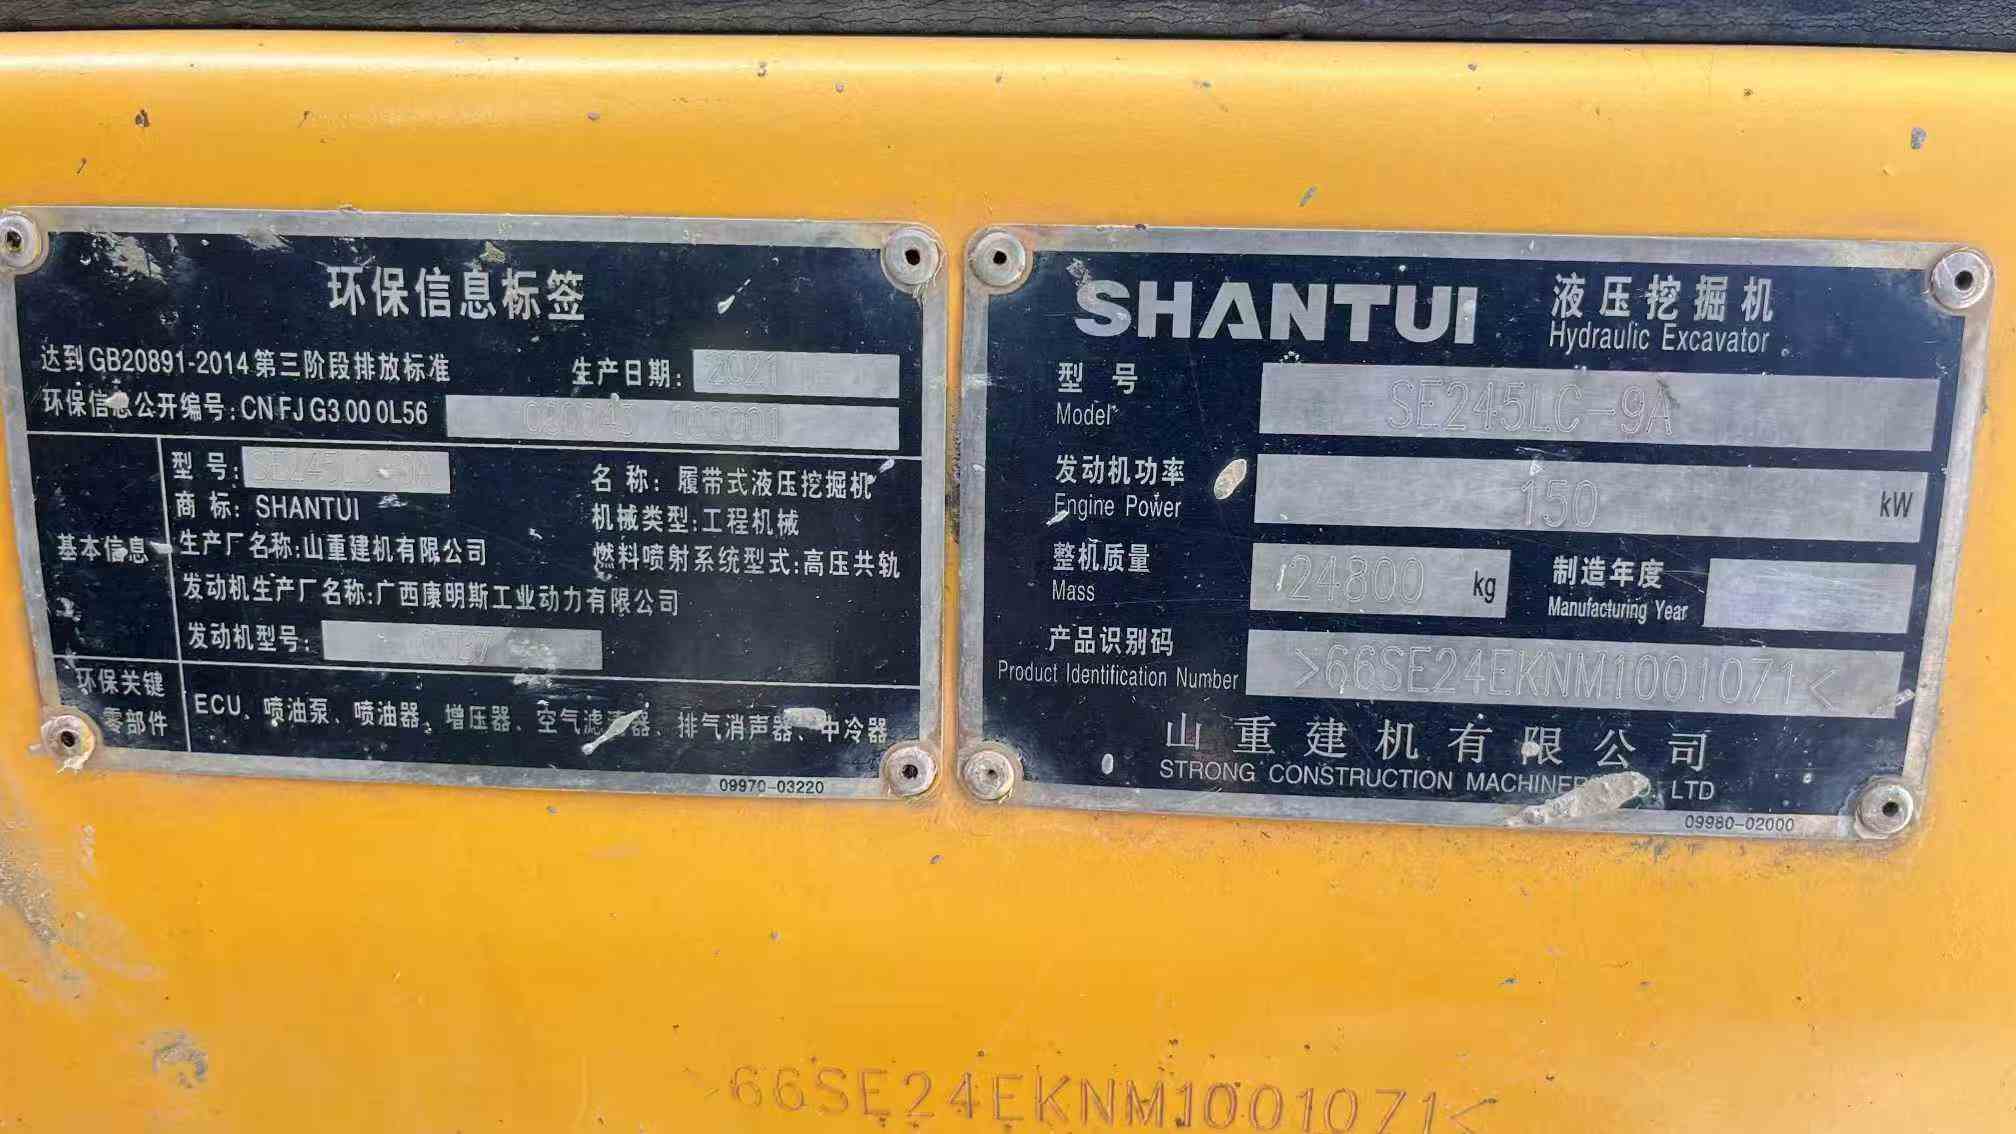 环保信息标签
达到GB20891-2014第三阶段排放标准 生产日期: 2021
环保信息公开编号: CN FJ G3 00 0L56
基本信息
型 号: SE245LC-9A 名 称: 履带式液压挖掘机
商 标: SHANTUI 机械类型: 工程机械
生产厂名称: 山重建机有限公司 燃料喷射系统型式: 高压共轨
发动机生产厂名称: 广西康明斯工业动力有限公司
发动机型号:
环保关键零部件
ECU、喷油泵、喷油器、增压器、空气滤清器、排气消声器、中冷器
09970-03220
SHANTUI 液压挖掘机
Hydraulic Excavator
型 号 SE245LC-9A
Model
发动机功率 150 kW
Engine Power
整机质量 24800 kg 制造年度
Mass Manufacturing Year
产品识别码 >66SE24EKNM1001071<
Product Identification Number
山重建机有限公司
STRONG CONSTRUCTION MACHINERY CO. LTD
09980-02000
>66SE24EKNM1001071<